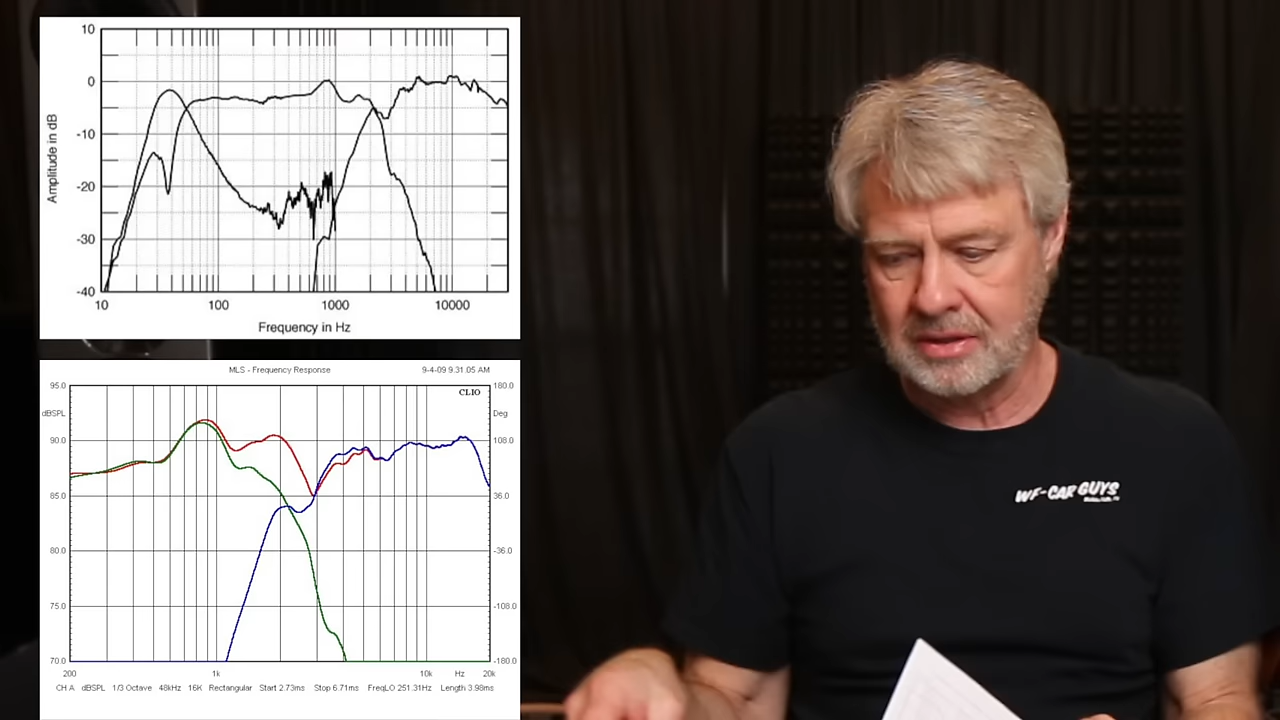 10
0
-10
-20
-30
-40
Amplitude in dB
10 100 1000 10000
Frequency in Hz
MLS - Frequency Response 9-4-09 9.31.05 AM
CLIO
95.0 180.0
dBSPL Deg
90.0 108.0
85.0 36.0
80.0 -36.0
75.0 -108.0
70.0 -180.0
200 1k 10k Hz 20k
CH A dBSPL 1/3 Octave 48kHz 16K Rectangular Start 2.73ms Stop 6.71ms FreqLO 251.31Hz Length 3.98ms
WF-CAR GUYS